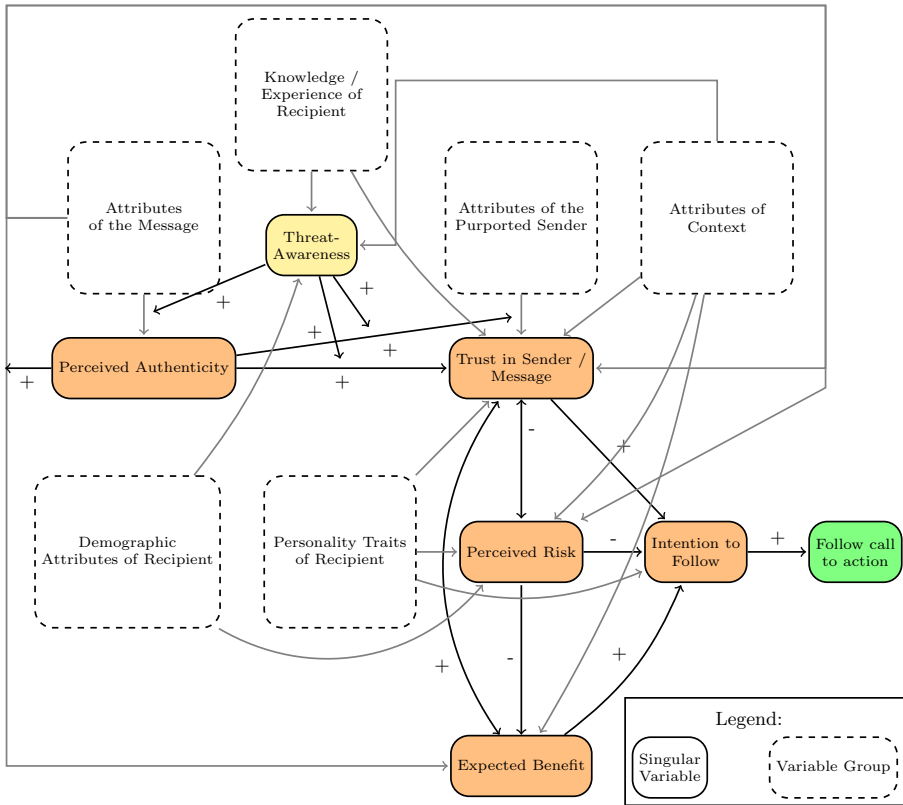 Knowledge /
Experience of
Recipient
Attributes
of the Message
Attributes of the
Purported Sender
Attributes of
Context
Threat-
Awareness
+
+
+
+
Perceived Authenticity
+
+
Trust in Sender /
Message
-
+
Demographic
Attributes of Recipient
Personality Traits
of Recipient
Perceived Risk
-
Intention to
Follow
+
Follow call
to action
+
-
+
Expected Benefit
Legend:
Singular
Variable
Variable Group